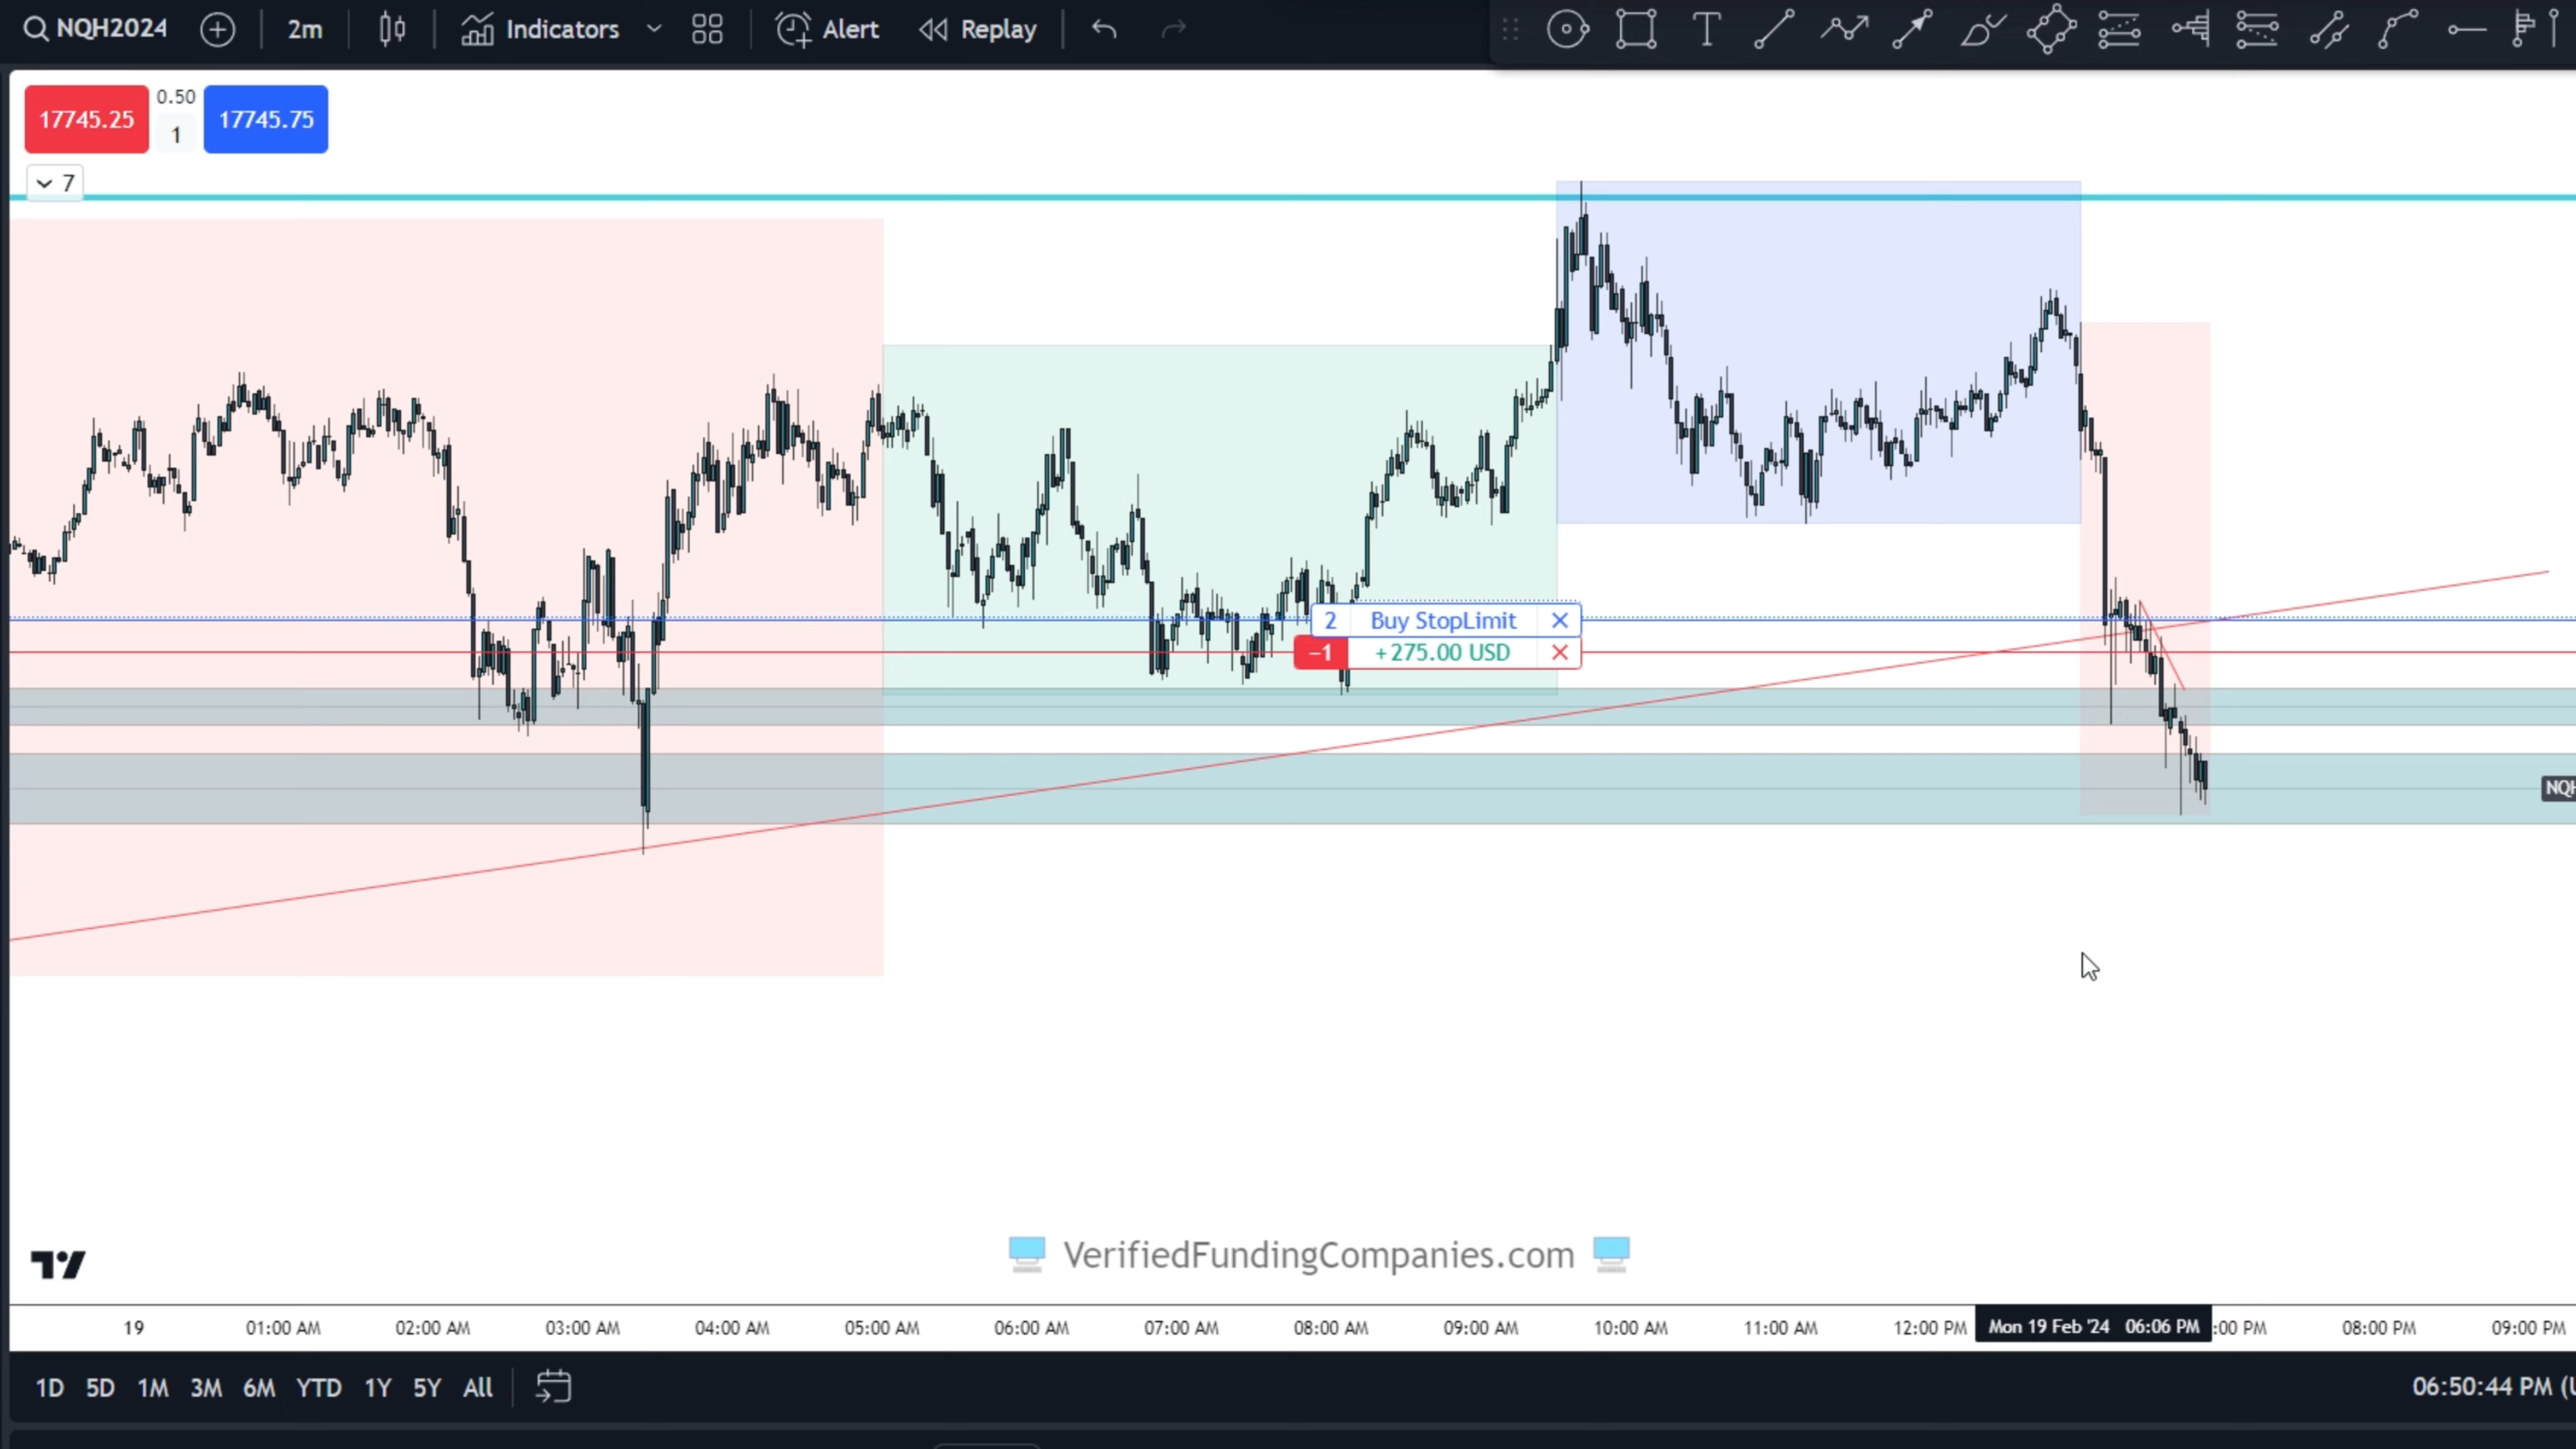 NQH2024 2m Indicators Alert Replay
17745.25 0.50 1 17745.75
7
2 Buy StopLimit
−1 +275.00 USD
NQH
VerifiedFundingCompanies.com
19 01:00 AM 02:00 AM 03:00 AM 04:00 AM 05:00 AM 06:00 AM 07:00 AM 08:00 AM 09:00 AM 10:00 AM 11:00 AM 12:00 PM Mon 19 Feb '24 06:06 PM :00 PM 08:00 PM 09:00 PM
1D 5D 1M 3M 6M YTD 1Y 5Y All 06:50:44 PM (U